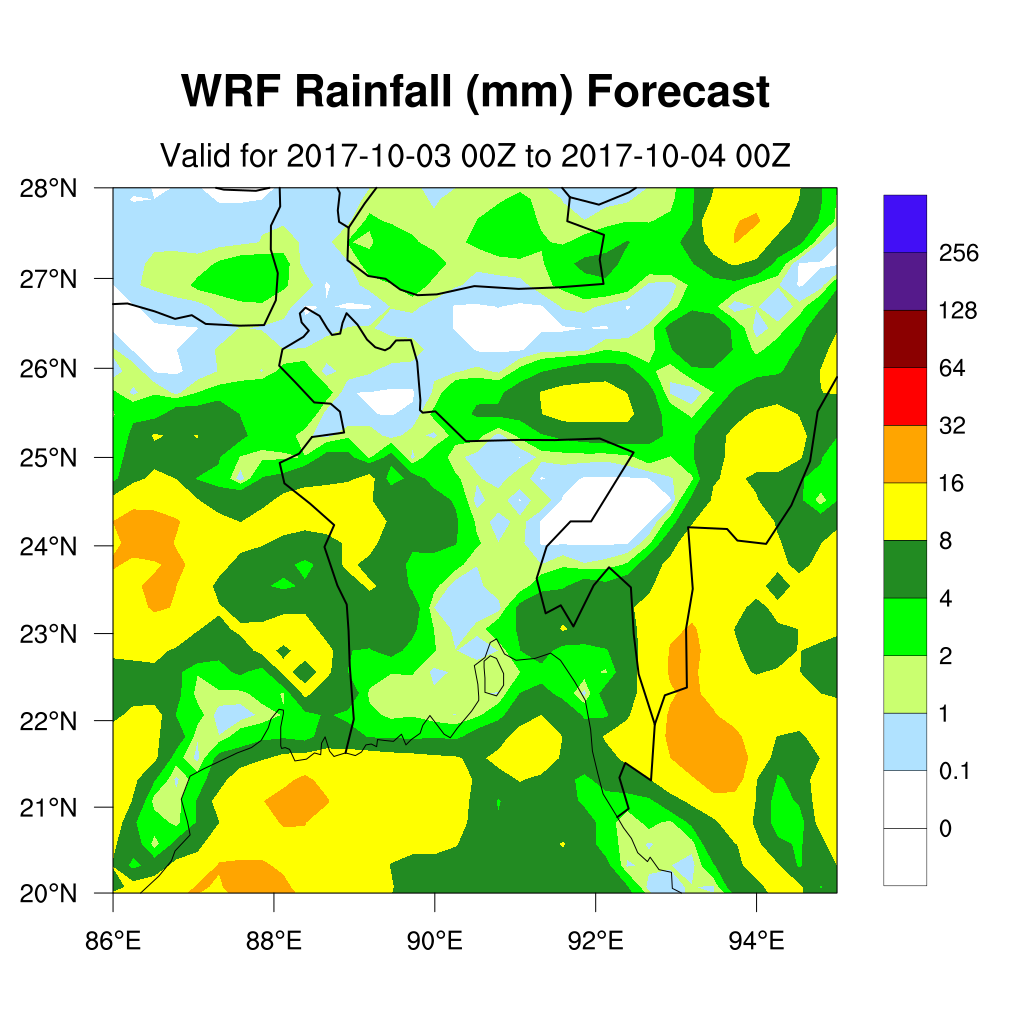 WRF Rainfall (mm) Forecast
Valid for 2017-10-03 00Z to 2017-10-04 00Z
28°N
27°N
26°N
25°N
24°N
23°N
22°N
21°N
20°N
86°E 88°E 90°E 92°E 94°E
256
128
64
32
16
8
4
2
1
0.1
0